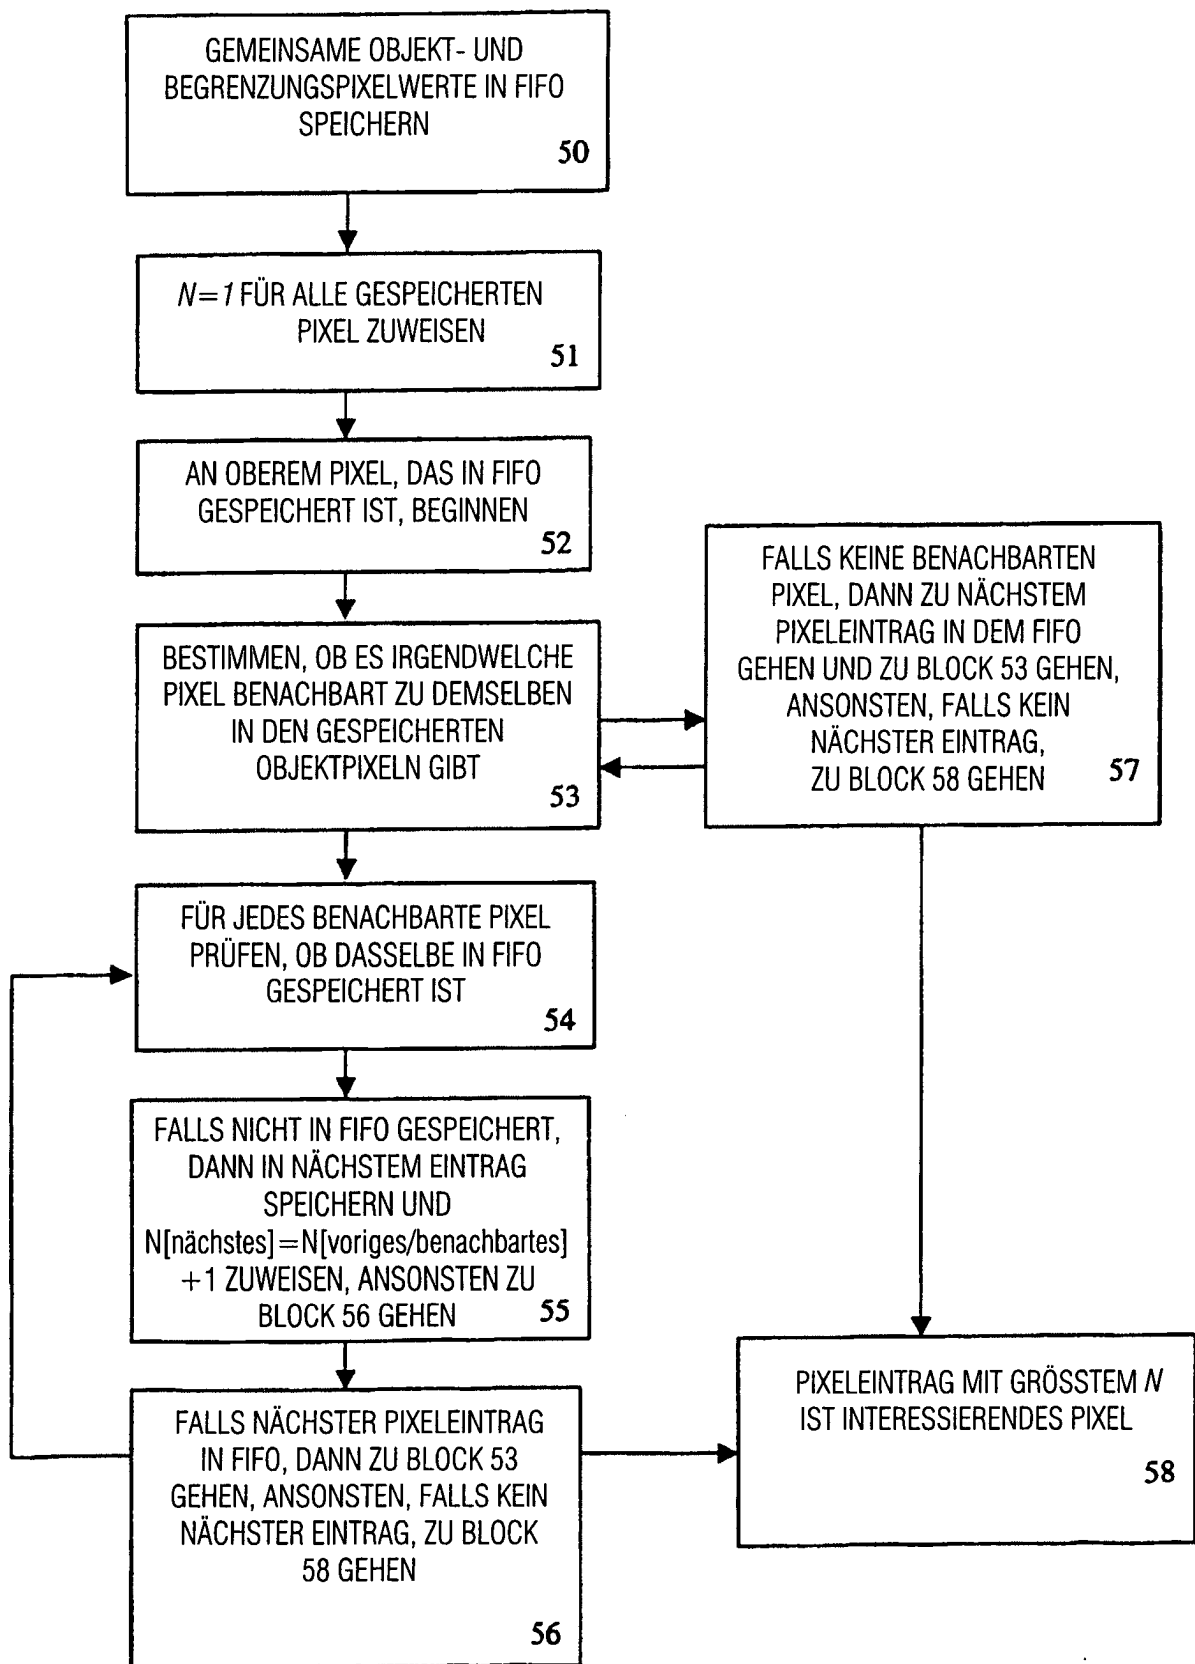 GEMEINSAME OBJEKT- UND
BEGRENZUNGSPIXELWERTE IN FIFO
SPEICHERN
50
N=1 FÜR ALLE GESPEICHERTEN
PIXEL ZUWEISEN
51
AN OBEREM PIXEL, DAS IN FIFO
GESPEICHERT IST, BEGINNEN
52
BESTIMMEN, OB ES IRGENDWELCHE
PIXEL BENACHBART ZU DEMSELBEN
IN DEN GESPEICHERTEN
OBJEKTPIXELN GIBT
53
FALLS KEINE BENACHBARTEN
PIXEL, DANN ZU NÄCHSTEM
PIXELEINTRAG IN DEM FIFO
GEHEN UND ZU BLOCK 53 GEHEN,
ANSONSTEN, FALLS KEIN
NÄCHSTER EINTRAG,
ZU BLOCK 58 GEHEN
57
FÜR JEDES BENACHBARTE PIXEL
PRÜFEN, OB DASSELBE IN FIFO
GESPEICHERT IST
54
FALLS NICHT IN FIFO GESPEICHERT,
DANN IN NÄCHSTEM EINTRAG
SPEICHERN UND
N[nächstes]=N[voriges/benachbartes]
+1 ZUWEISEN, ANSONSTEN ZU
BLOCK 56 GEHEN
55
FALLS NÄCHSTER PIXELEINTRAG
IN FIFO, DANN ZU BLOCK 53
GEHEN, ANSONSTEN, FALLS KEIN
NÄCHSTER EINTRAG, ZU BLOCK
58 GEHEN
56
PIXELEINTRAG MIT GRÖSSTEM N
IST INTERESSIERENDES PIXEL
58